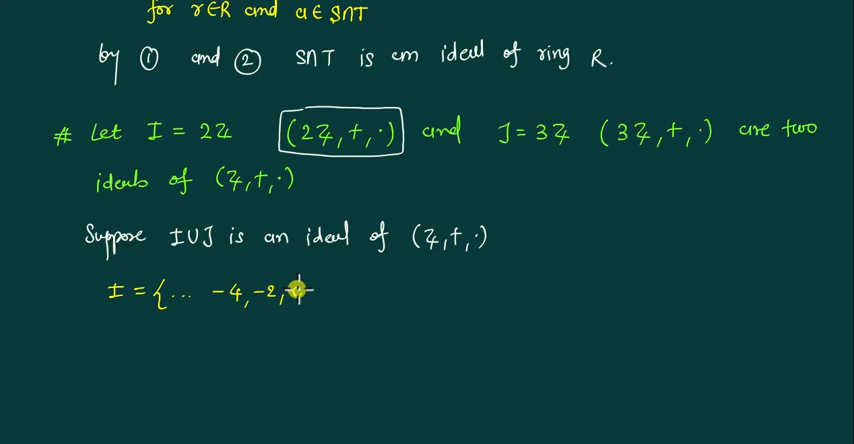 for r∈R and a∈S∩T
by ① and ② S∩T is an ideal of ring R.
# Let I = 2ℤ (2ℤ,+,·) and J = 3ℤ (3ℤ,+,·) are two
ideals of (ℤ,+,·)
Suppose I∪J is an ideal of (ℤ,+,·)
I = {... -4, -2,